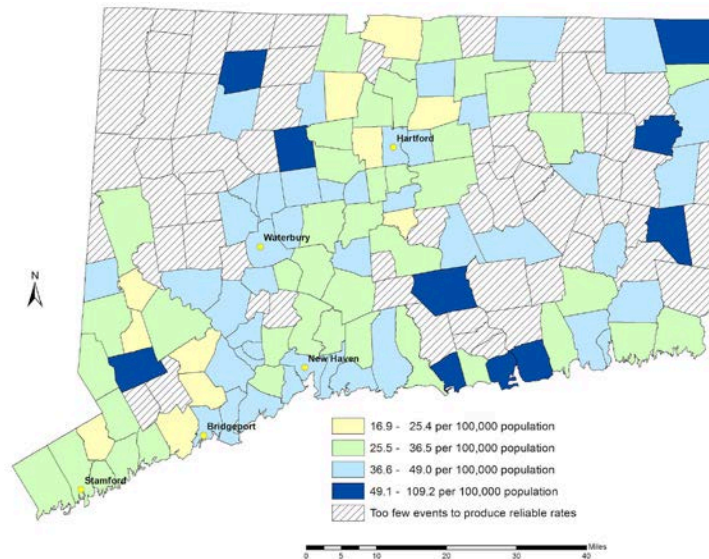 Hartford
Waterbury
N
New Haven
Bridgeport
Stamford
16.9 - 25.4 per 100,000 population
25.5 - 36.5 per 100,000 population
36.6 - 49.0 per 100,000 population
49.1 - 109.2 per 100,000 population
Too few events to produce reliable rates
Miles
0 5 10 20 30 40